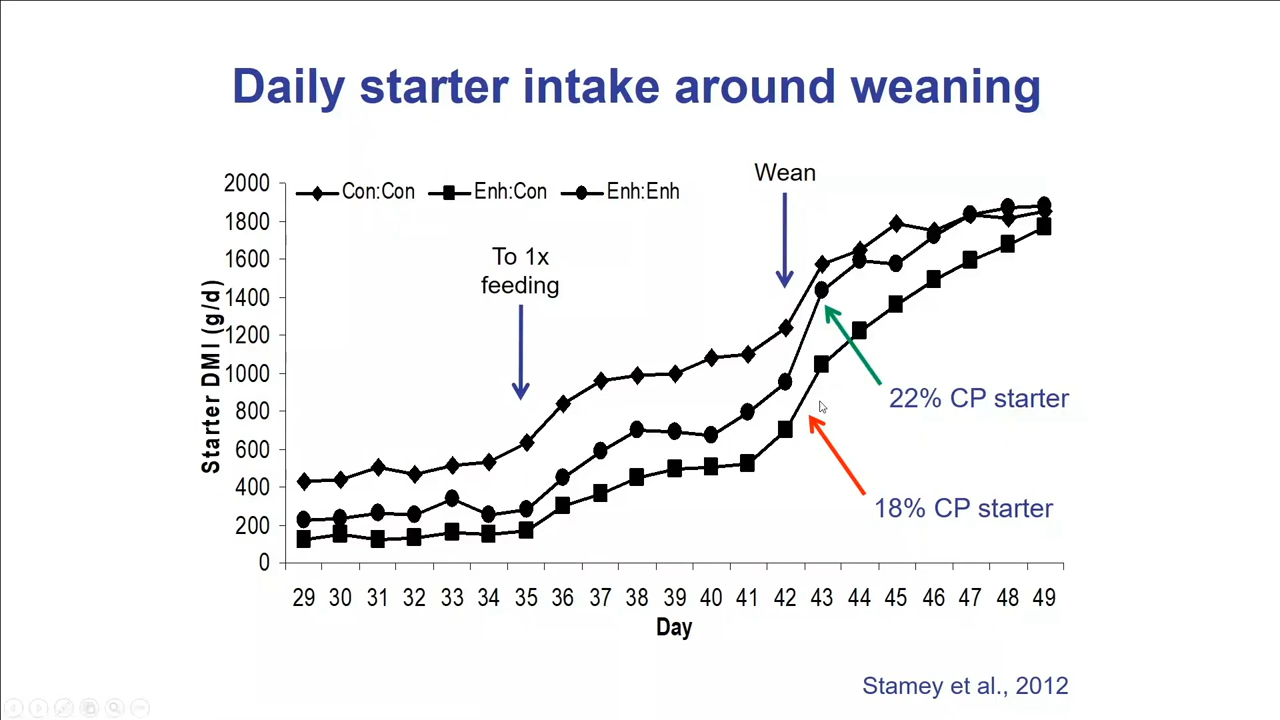 Daily starter intake around weaning
Wean
Con:Con
Enh:Con
Enh:Enh
To 1x
feeding
Starter DMI (g/d)
2000
1800
1600
1400
1200
1000
800
600
400
200
0
22% CP starter
18% CP starter
29 30 31 32 33 34 35 36 37 38 39 40 41 42 43 44 45 46 47 48 49
Day
Stamey et al., 2012